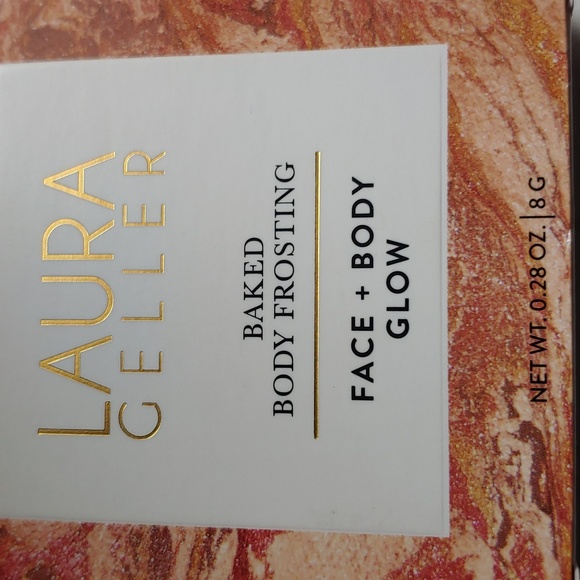 LAURA
GELLER
BAKED
BODY FROSTING
FACE + BODY
GLOW
NET WT. 0.28 OZ. | 8 G